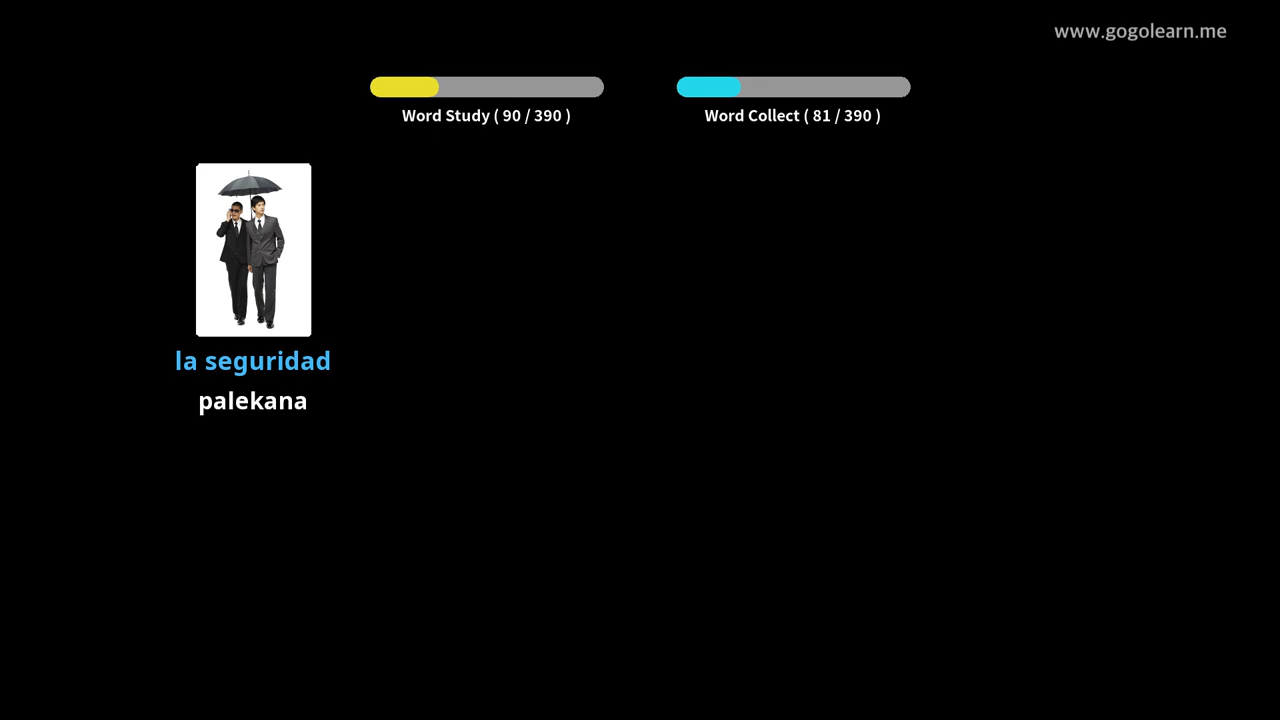 www.gogolearn.me
Word Study ( 90 / 390 )
Word Collect ( 81 / 390 )
la seguridad
palekana